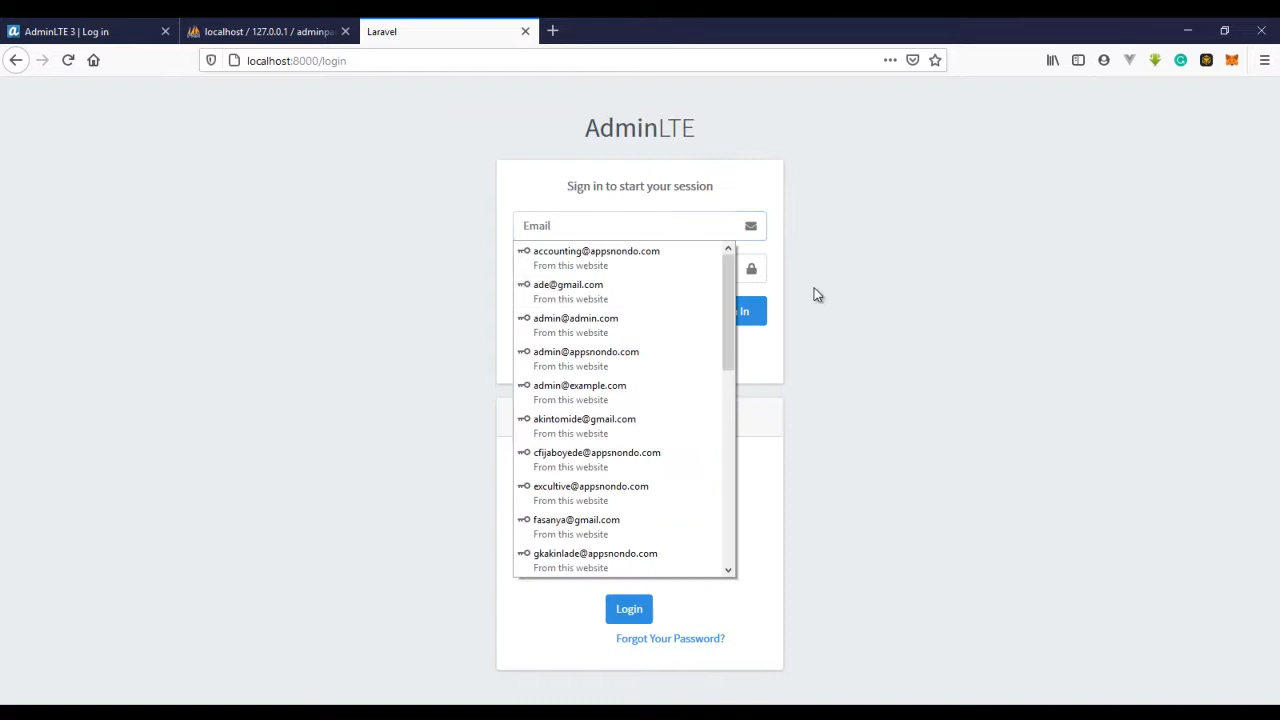 AdminLTE 3 | Log in
localhost / 127.0.0.1 / adminpa
Laravel
localhost:8000/login
AdminLTE
Sign in to start your session
Email
accounting@appsnondo.com
From this website
ade@gmail.com
From this website
admin@admin.com
From this website
In
admin@appsnondo.com
From this website
admin@example.com
From this website
akintomide@gmail.com
From this website
cfijaboyede@appsnondo.com
From this website
excultive@appsnondo.com
From this website
fasanya@gmail.com
From this website
gkakinlade@appsnondo.com
From this website
Login
Forgot Your Password?